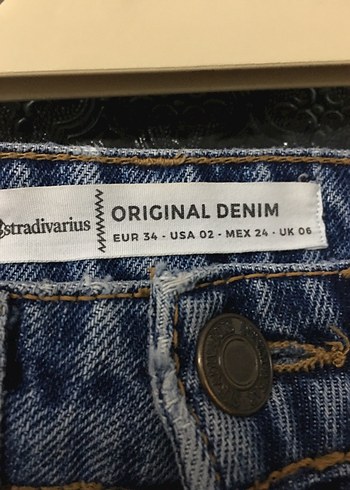 stradivarius
ORIGINAL DENIM
EUR 34 - USA 02 - MEX 24 - UK 06